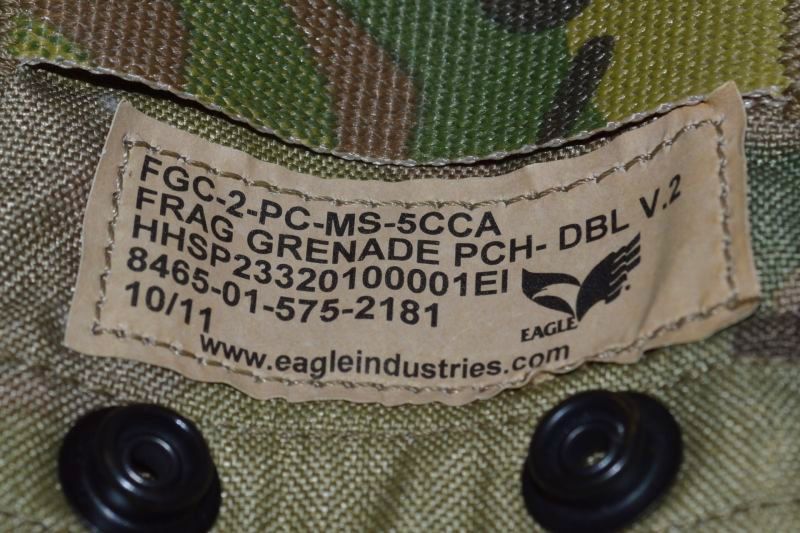 FGC-2-PC-MS-5CCA
FRAG GRENADE PCH- DBL V.2
HHSP23320100001EI
8465-01-575-2181
10/11
EAGLE
www.eagleindustries.com